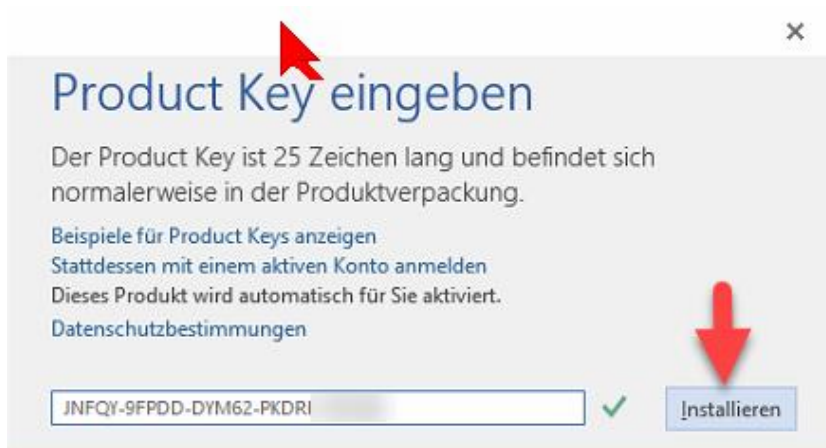 Product Key eingeben
Der Product Key ist 25 Zeichen lang und befindet sich
normalerweise in der Produktverpackung.
Beispiele für Product Keys anzeigen
Stattdessen mit einem aktiven Konto anmelden
Dieses Produkt wird automatisch für Sie aktiviert.
Datenschutzbestimmungen
JNFQY-9FPDD-DYM62-PKDR
Installieren